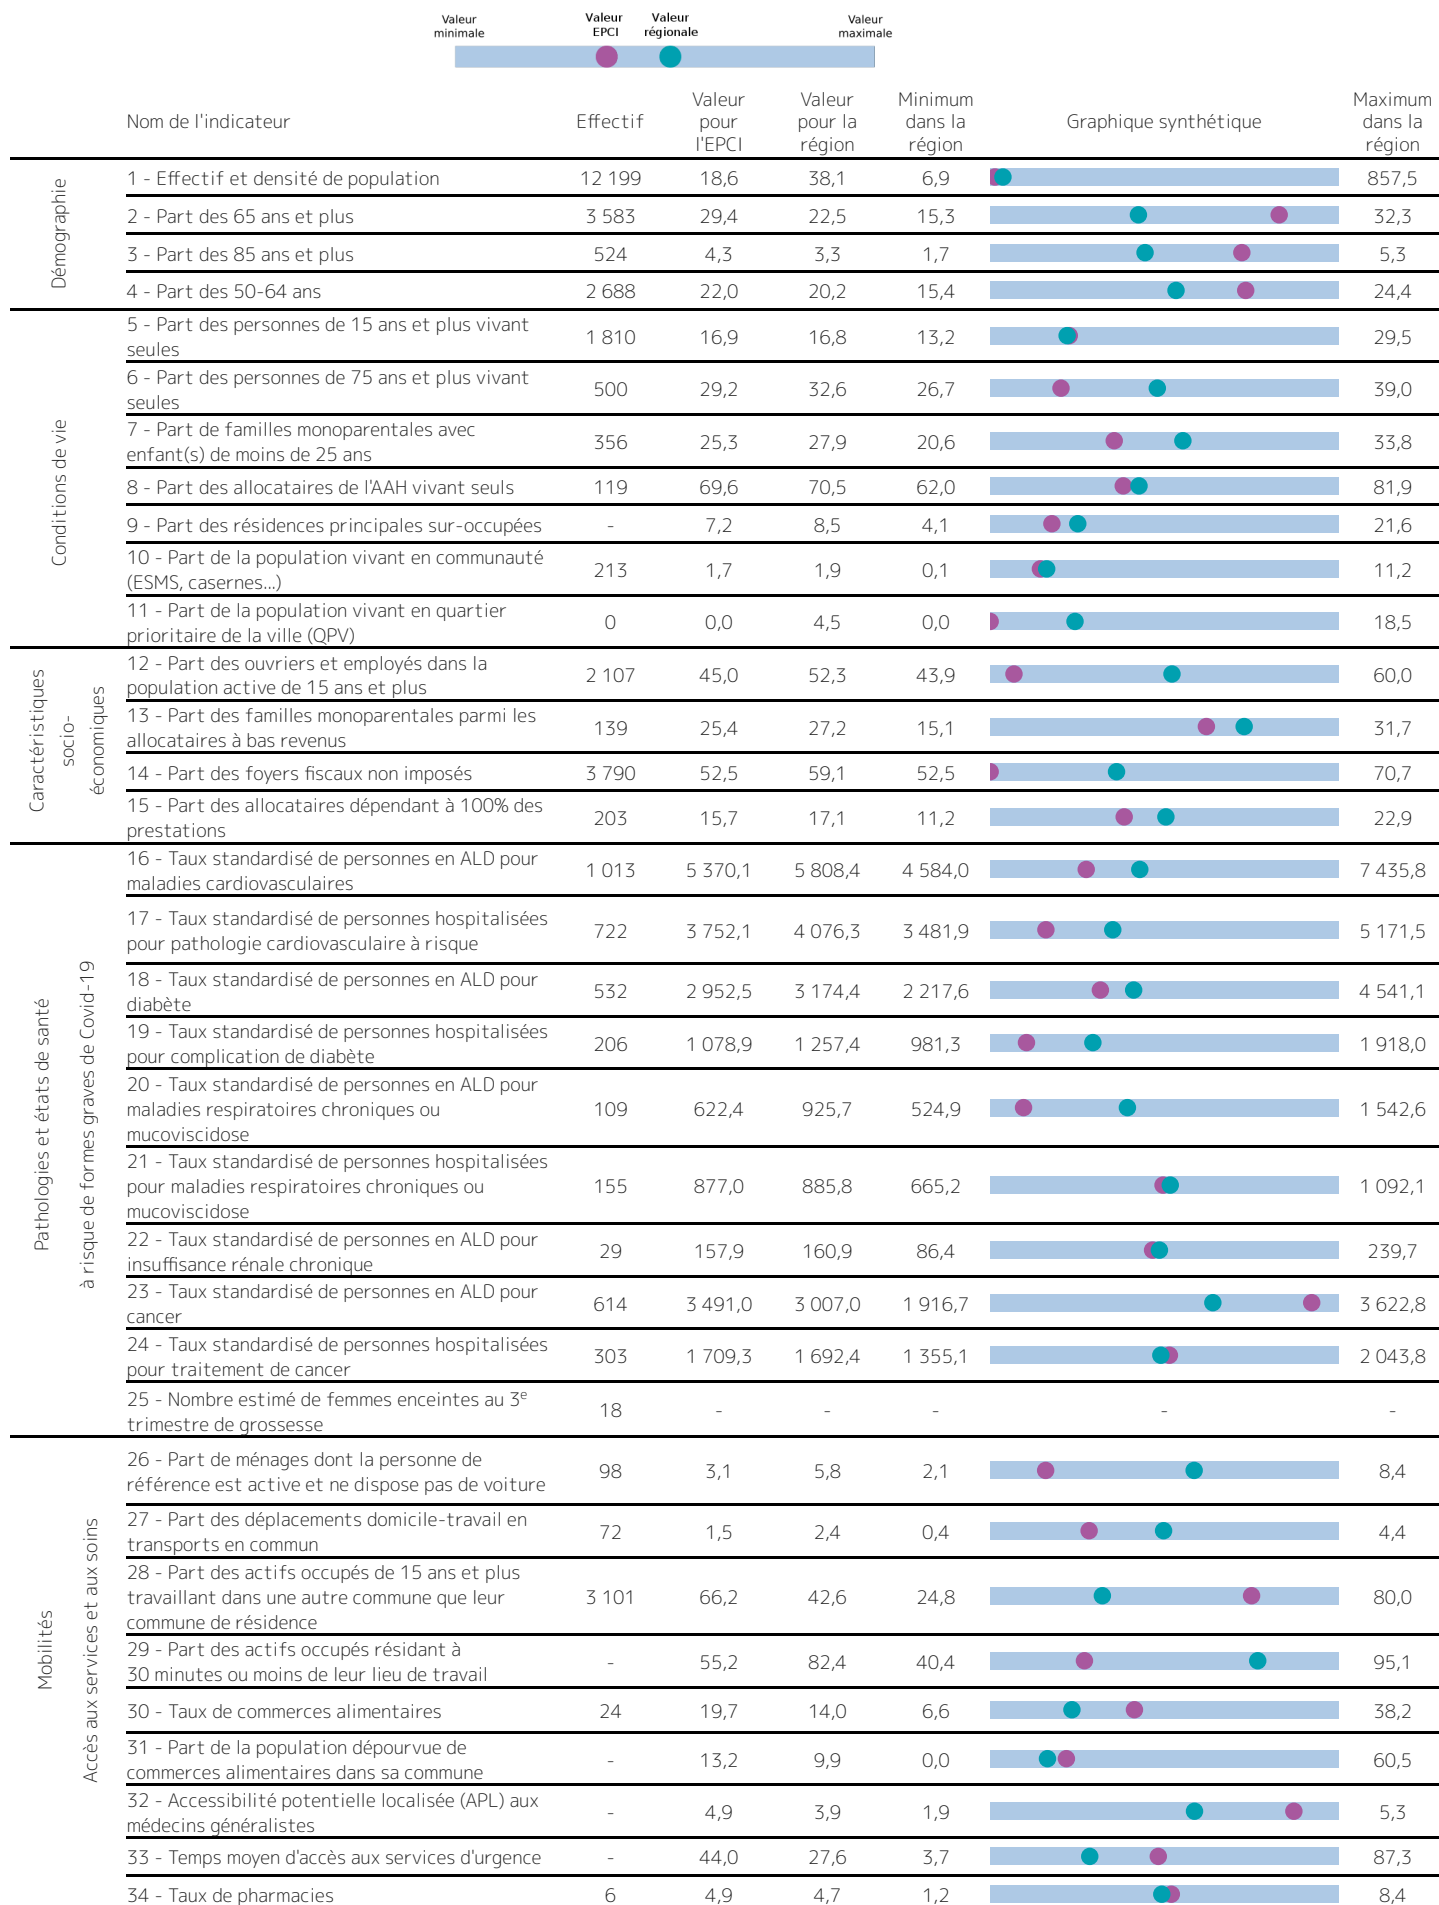 Valeur minimale
Valeur EPCI
Valeur régionale
Valeur maximale
Nom de l'indicateur
Effectif
Valeur pour l'EPCI
Valeur pour la région
Minimum dans la région
Graphique synthétique
Maximum dans la région
Démographie
1 - Effectif et densité de population 12 199 18,6 38,1 6,9 857,5
2 - Part des 65 ans et plus 3 583 29,4 22,5 15,3 32,3
3 - Part des 85 ans et plus 524 4,3 3,3 1,7 5,3
4 - Part des 50-64 ans 2 688 22,0 20,2 15,4 24,4
Conditions de vie
5 - Part des personnes de 15 ans et plus vivant
seules 1 810 16,9 16,8 13,2 29,5
6 - Part des personnes de 75 ans et plus vivant
seules 500 29,2 32,6 26,7 39,0
7 - Part de familles monoparentales avec
enfant(s) de moins de 25 ans 356 25,3 27,9 20,6 33,8
8 - Part des allocataires de l'AAH vivant seuls 119 69,6 70,5 62,0 81,9
9 - Part des résidences principales sur-occupées - 7,2 8,5 4,1 21,6
10 - Part de la population vivant en communauté
(ESMS, casernes...) 213 1,7 1,9 0,1 11,2
11 - Part de la population vivant en quartier
prioritaire de la ville (QPV) 0 0,0 4,5 0,0 18,5
Caractéristiques
socio-
économiques
12 - Part des ouvriers et employés dans la
population active de 15 ans et plus 2 107 45,0 52,3 43,9 60,0
13 - Part des familles monoparentales parmi les
allocataires à bas revenus 139 25,4 27,2 15,1 31,7
14 - Part des foyers fiscaux non imposés 3 790 52,5 59,1 52,5 70,7
15 - Part des allocataires dépendant à 100% des
prestations 203 15,7 17,1 11,2 22,9
Pathologies et états de santé
à risque de formes graves de Covid-19
16 - Taux standardisé de personnes en ALD pour
maladies cardiovasculaires 1 013 5 370,1 5 808,4 4 584,0 7 435,8
17 - Taux standardisé de personnes hospitalisées
pour pathologie cardiovasculaire à risque 722 3 752,1 4 076,3 3 481,9 5 171,5
18 - Taux standardisé de personnes en ALD pour
diabète 532 2 952,5 3 174,4 2 217,6 4 541,1
19 - Taux standardisé de personnes hospitalisées
pour complication de diabète 206 1 078,9 1 257,4 981,3 1 918,0
20 - Taux standardisé de personnes en ALD pour
maladies respiratoires chroniques ou
mucoviscidose 109 622,4 925,7 524,9 1 542,6
21 - Taux standardisé de personnes hospitalisées
pour maladies respiratoires chroniques ou
mucoviscidose 155 877,0 885,8 665,2 1 092,1
22 - Taux standardisé de personnes en ALD pour
insuffisance rénale chronique 29 157,9 160,9 86,4 239,7
23 - Taux standardisé de personnes en ALD pour
cancer 614 3 491,0 3 007,0 1 916,7 3 622,8
24 - Taux standardisé de personnes hospitalisées
pour traitement de cancer 303 1 709,3 1 692,4 1 355,1 2 043,8
25 - Nombre estimé de femmes enceintes au 3e
trimestre de grossesse 18 - - - - -
Mobilités
Accès aux services et aux soins
26 - Part de ménages dont la personne de
référence est active et ne dispose pas de voiture 98 3,1 5,8 2,1 8,4
27 - Part des déplacements domicile-travail en
transports en commun 72 1,5 2,4 0,4 4,4
28 - Part des actifs occupés de 15 ans et plus
travaillant dans une autre commune que leur
commune de résidence 3 101 66,2 42,6 24,8 80,0
29 - Part des actifs occupés résidant à
30 minutes ou moins de leur lieu de travail - 55,2 82,4 40,4 95,1
30 - Taux de commerces alimentaires 24 19,7 14,0 6,6 38,2
31 - Part de la population dépourvue de
commerces alimentaires dans sa commune - 13,2 9,9 0,0 60,5
32 - Accessibilité potentielle localisée (APL) aux
médecins généralistes - 4,9 3,9 1,9 5,3
33 - Temps moyen d'accès aux services d'urgence - 44,0 27,6 3,7 87,3
34 - Taux de pharmacies 6 4,9 4,7 1,2 8,4